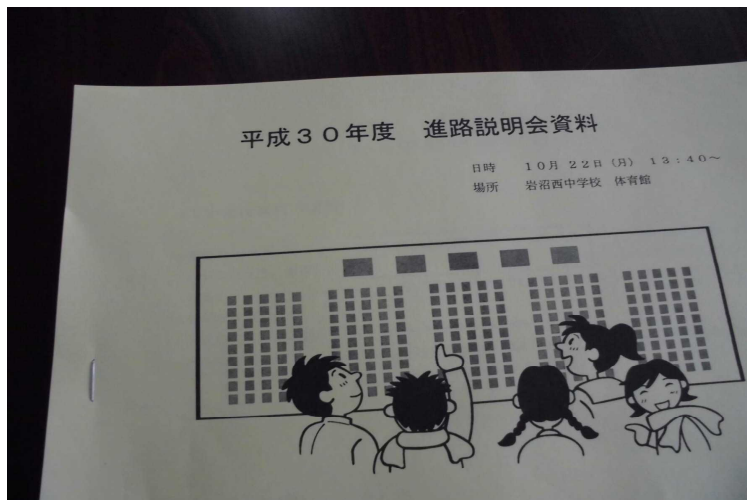 平成３０年度　進路説明会資料
日時　１０月 ２２日（月） １３：４０～
場所　岩沼西中学校　体育館